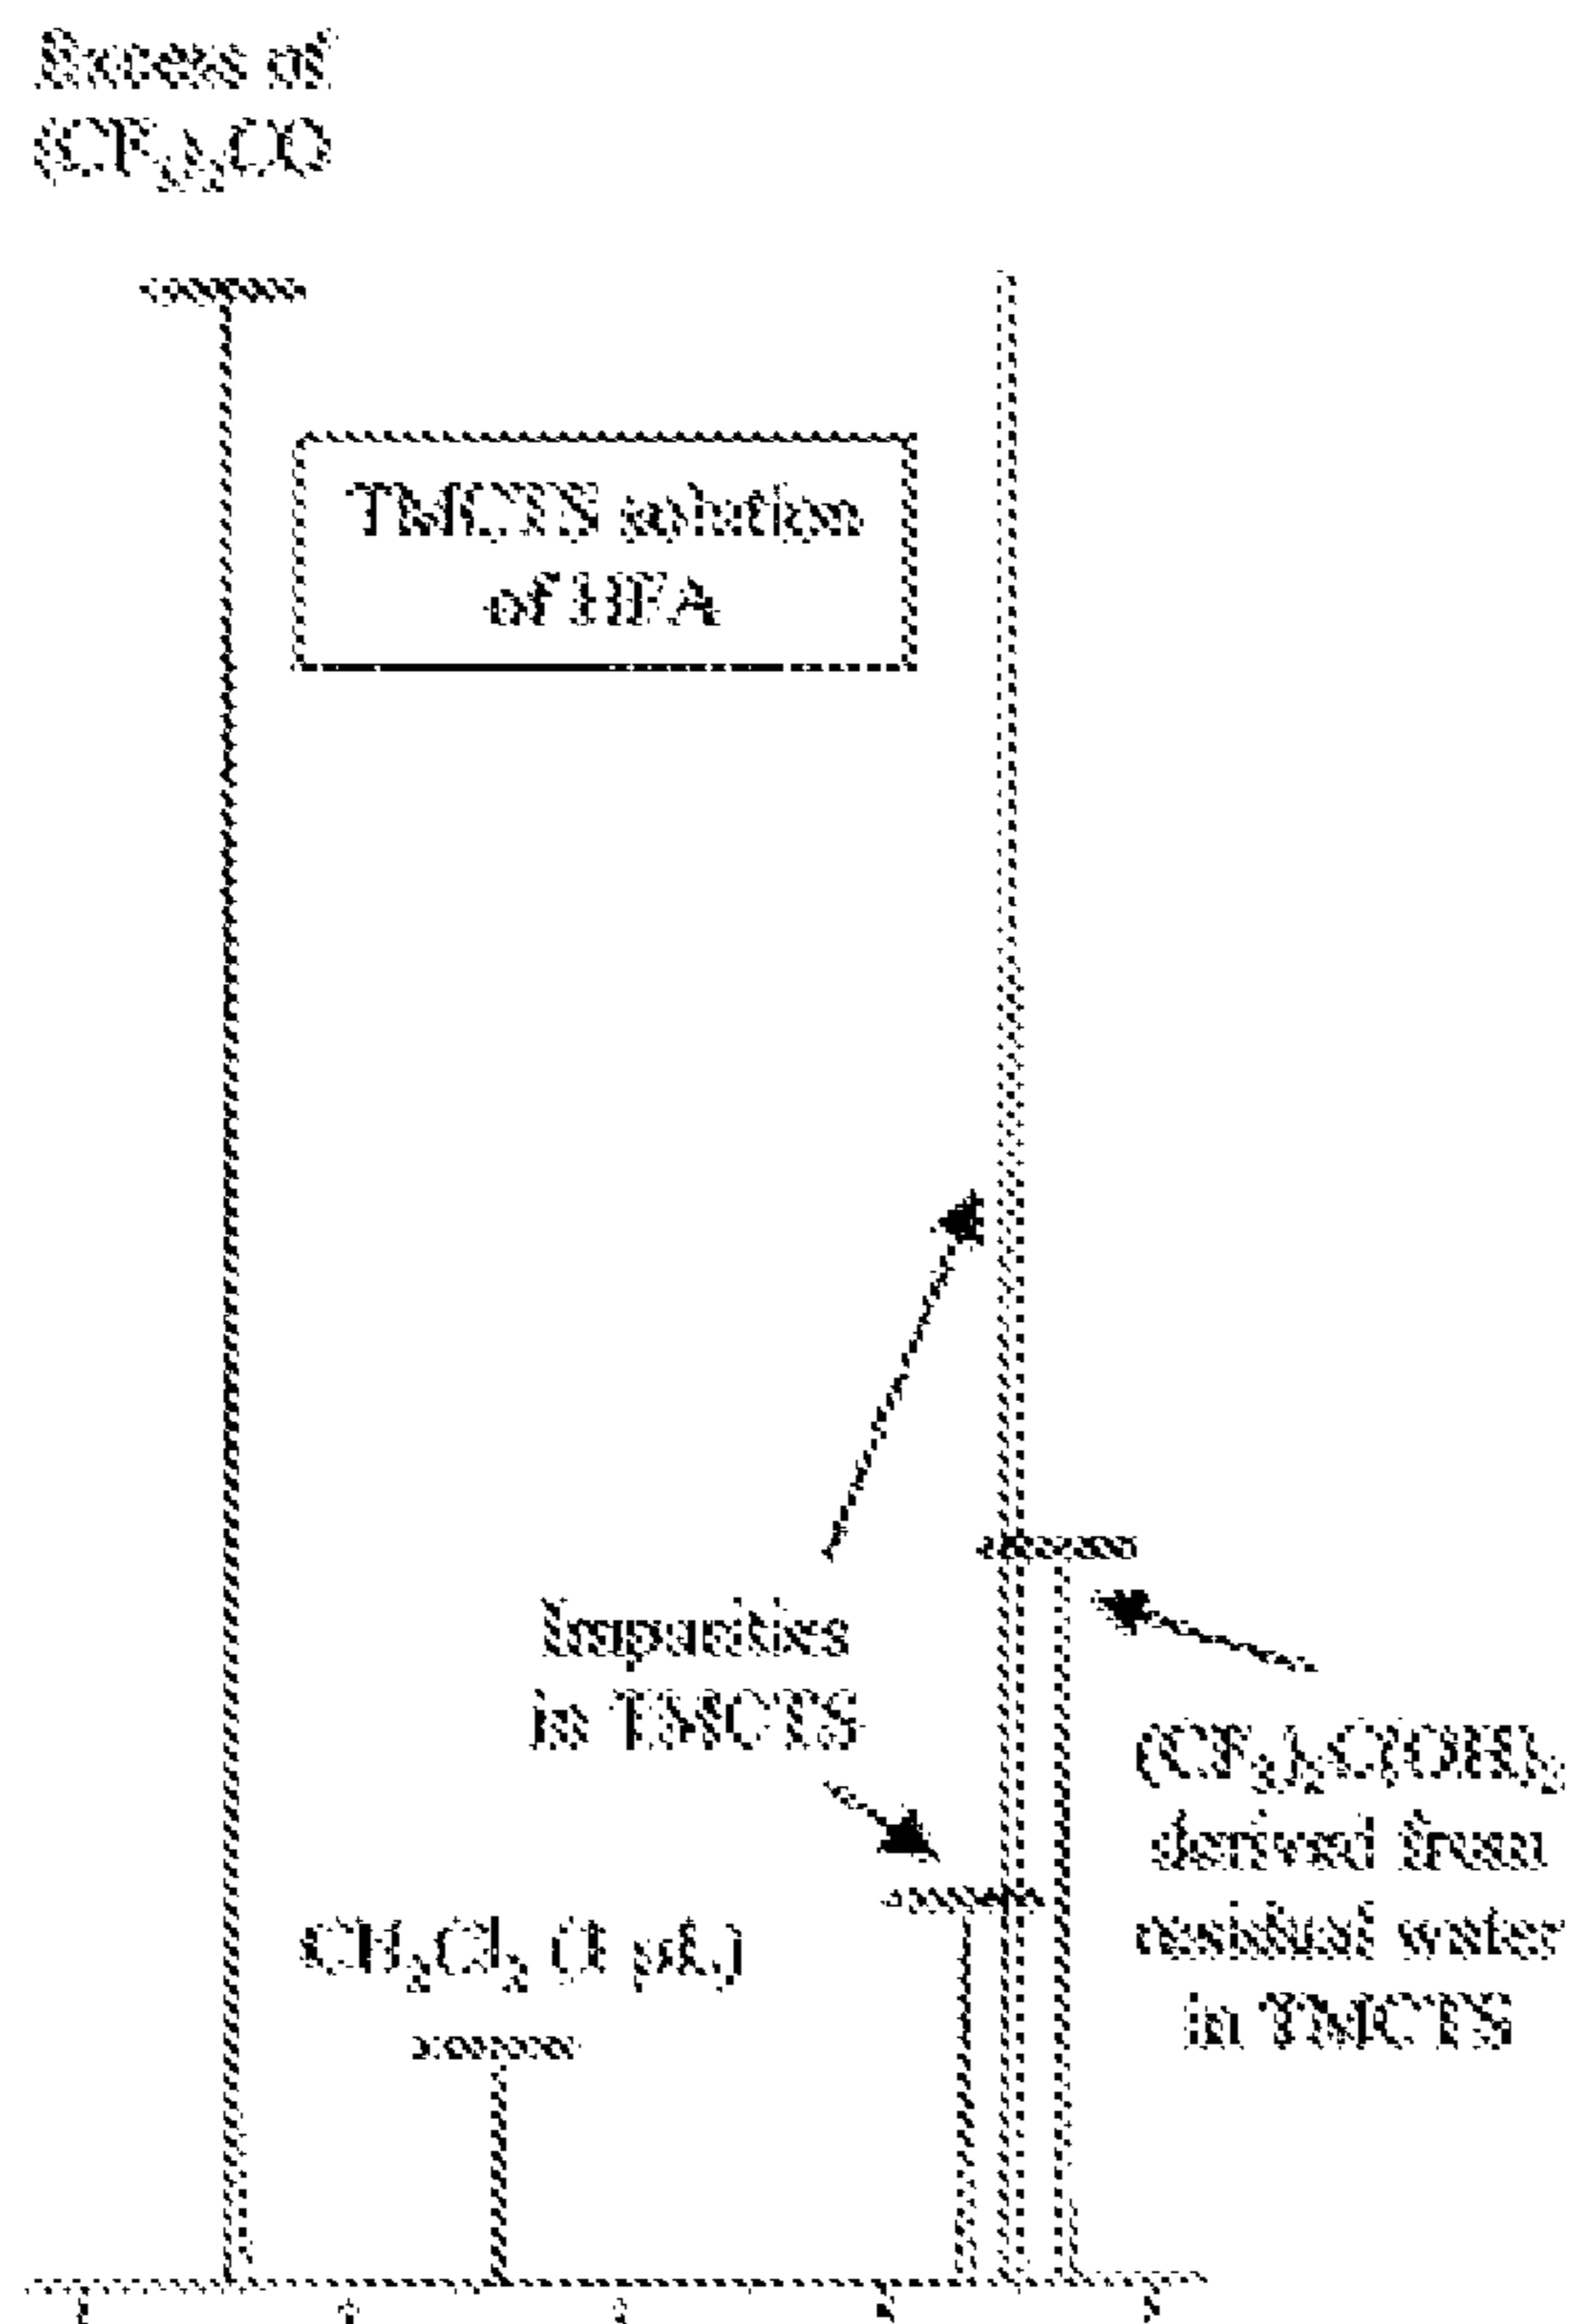 Excess of
(CF₃)₂CO
TMCTS solution
of HFA
Impurities
in TMCTS
(CF₃)₂C(OH)₂
derived from
residual water
in TMCTS
CH₂Cl₂ (1 μL)